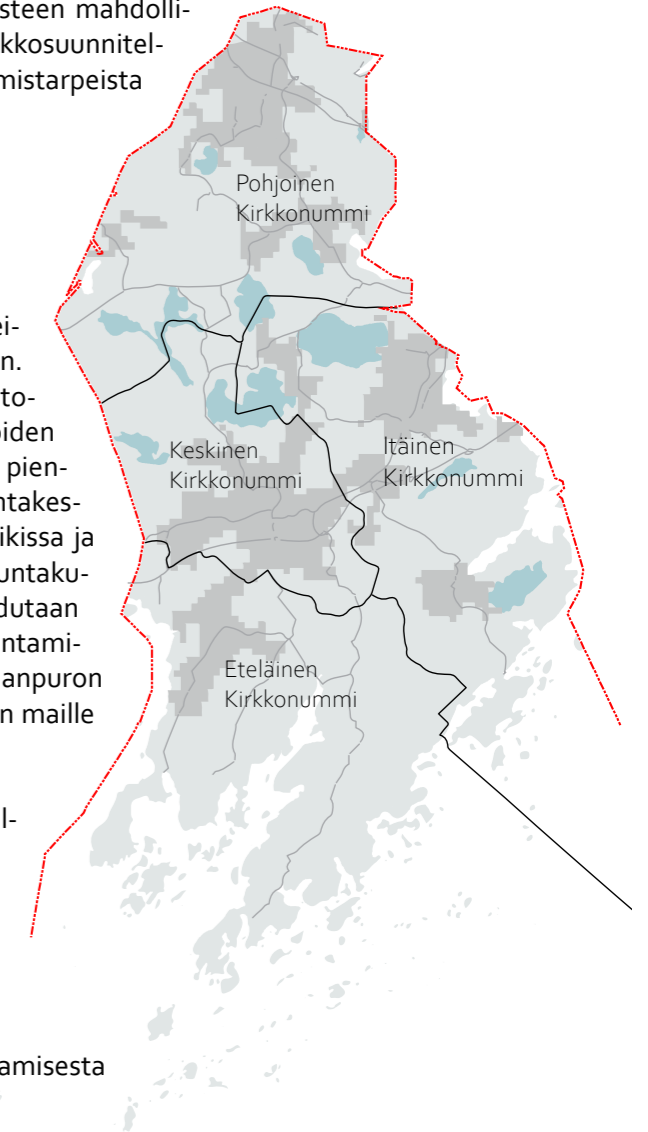 steen mahdolli-
kkosuunnitel-
mistarpeista
Pohjoinen
Kirkkonummi
ei-
n.
to-
iden
pien-
ntakes-
ikissa ja
untaku-
dutaan
ntami-
anpuron
n maille
Keskinen
Kirkkonummi
Itäinen
Kirkkonummi
Eteläinen
Kirkkonummi
l-
amisesta